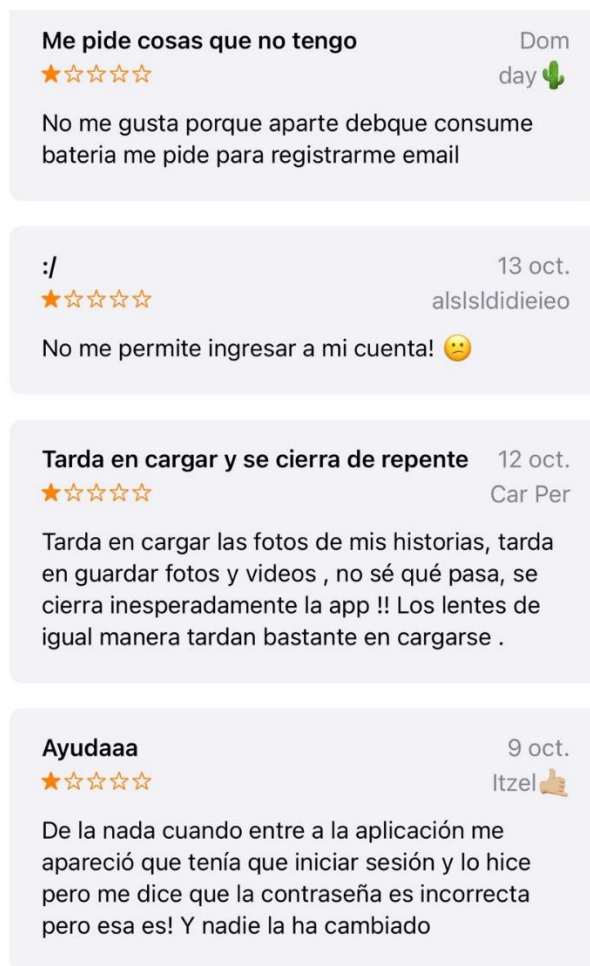 Me pide cosas que no tengo Dom
day🌵
No me gusta porque aparte debque consume
bateria me pide para registrarme email
:/ 13 oct.
alslsldidieieo
No me permite ingresar a mi cuenta! 😕
Tarda en cargar y se cierra de repente 12 oct.
Car Per
Tarda en cargar las fotos de mis historias, tarda
en guardar fotos y videos , no sé qué pasa, se
cierra inesperadamente la app !! Los lentes de
igual manera tardan bastante en cargarse .
Ayudaaa 9 oct.
Itzel🤙🏼
De la nada cuando entre a la aplicación me
apareció que tenía que iniciar sesión y lo hice
pero me dice que la contraseña es incorrecta
pero esa es! Y nadie la ha cambiado